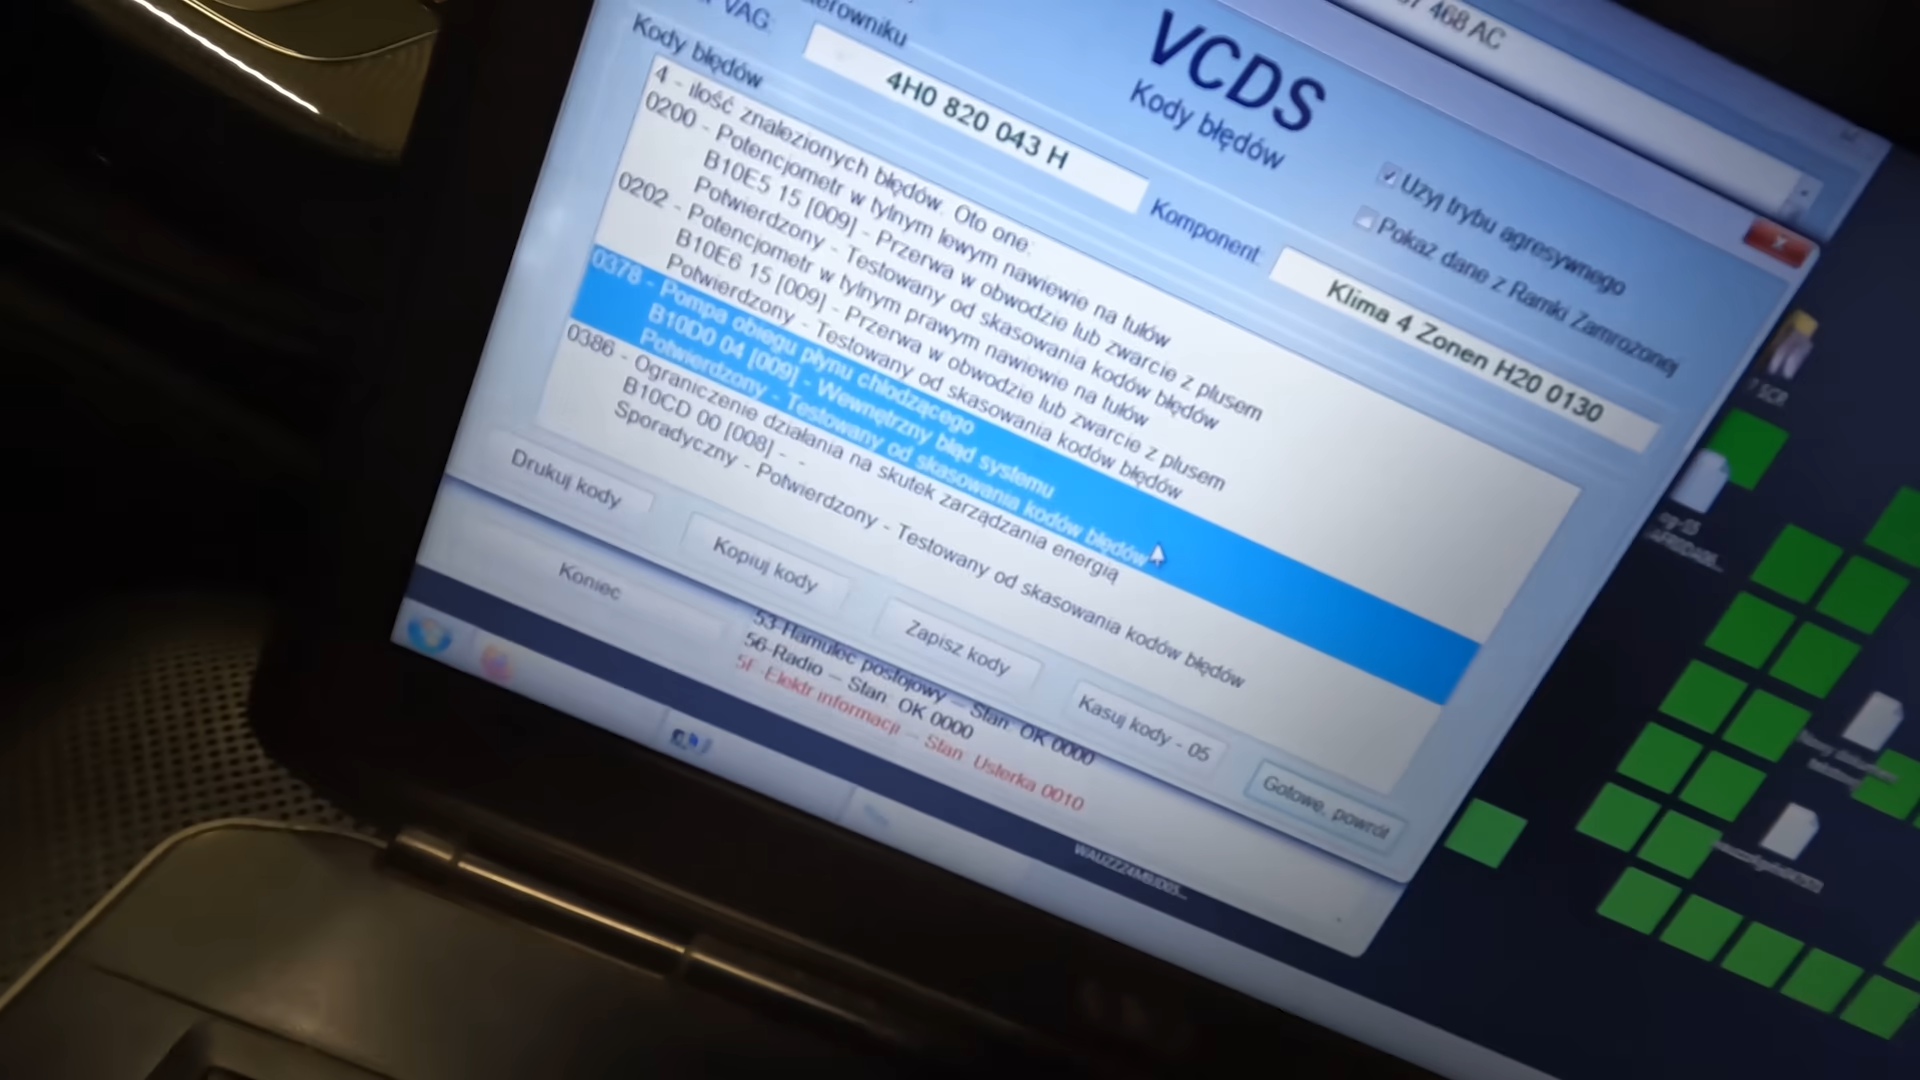 468 AC
VCDS
Kody błędów
VAG:
4H0 820 043 H
Komponent:
Klima 4 Zonen H20 0130
Użyj trybu agresywnego
Pokaż dane z Ramki Zamrożonej
Kody błędów
4 - ilość znalezionych błędów. Oto one:
0200 - Potencjometr w tylnym lewym nawiewie na tułów
B10E5 15 [009] - Przerwa w obwodzie lub zwarcie z plusem
Potwierdzony - Testowany od skasowania kodów błędów
0202 - Potencjometr w tylnym prawym nawiewie na tułów
B10E6 15 [009] - Przerwa w obwodzie lub zwarcie z plusem
Potwierdzony - Testowany od skasowania kodów błędów
0378 - Pompa obiegu płynu chłodzącego
B10D0 04 [009] - Wewnętrzny błąd systemu
Potwierdzony - Testowany od skasowania kodów błędów
0386 - Ograniczenie działania na skutek zarządzania energią
B10CD 00 [008] - -
Sporadyczny - Potwierdzony - Testowany od skasowania kodów błędów
Drukuj kody
Kopiuj kody
Zapisz kody
Kasuj kody - 05
Gotowe, powrót
Koniec
53-Hamulec postojowy -- Stan: OK 0000
56-Radio -- Stan: OK 0000
5F-Elektr informacji -- Stan: Usterka 0010